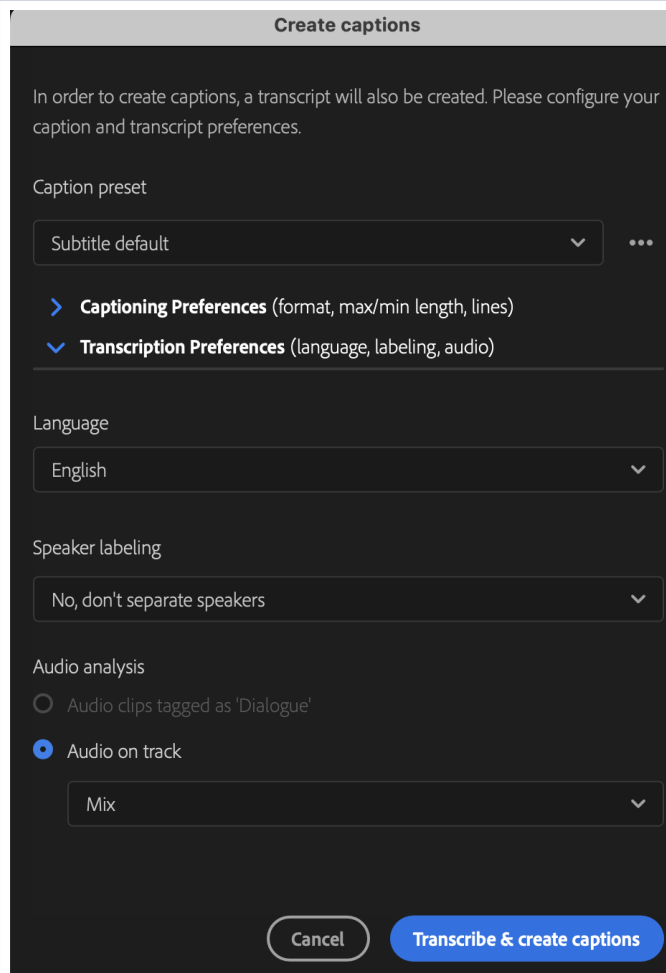 Create captions
In order to create captions, a transcript will also be created. Please configure your
caption and transcript preferences.
Caption preset
Subtitle default
Captioning Preferences (format, max/min length, lines)
Transcription Preferences (language, labeling, audio)
Language
English
Speaker labeling
No, don't separate speakers
Audio analysis
Audio clips tagged as 'Dialogue'
Audio on track
Mix
Cancel Transcribe & create captions